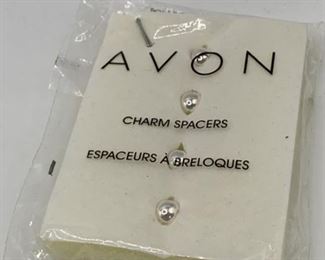 AVON
CHARM SPACERS
ESPACEURS À BRELOQUES